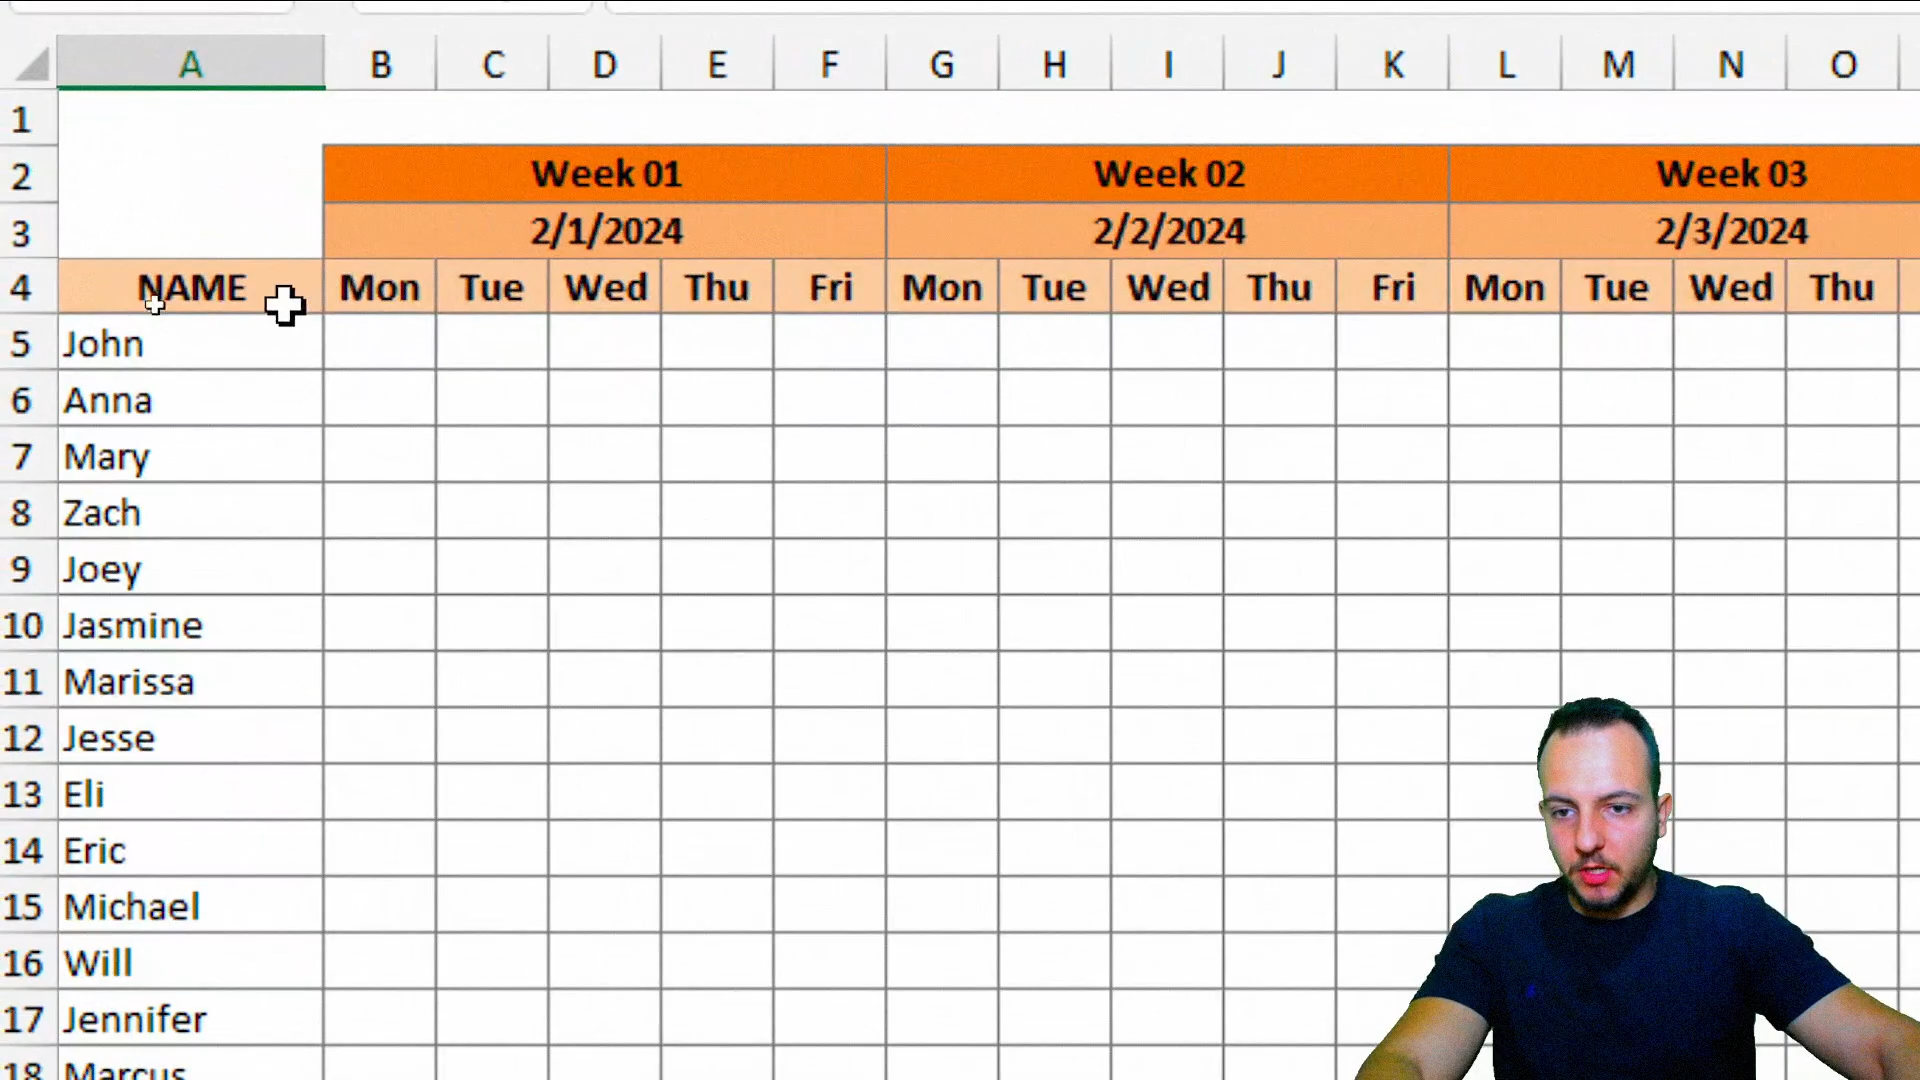 A B C D E F G H I J K L M N O
1
2 Week 01 Week 02 Week 03
3 2/1/2024 2/2/2024 2/3/2024
4 NAME Mon Tue Wed Thu Fri Mon Tue Wed Thu Fri Mon Tue Wed Thu
5 John
6 Anna
7 Mary
8 Zach
9 Joey
10 Jasmine
11 Marissa
12 Jesse
13 Eli
14 Eric
15 Michael
16 Will
17 Jennifer
18 Marcus